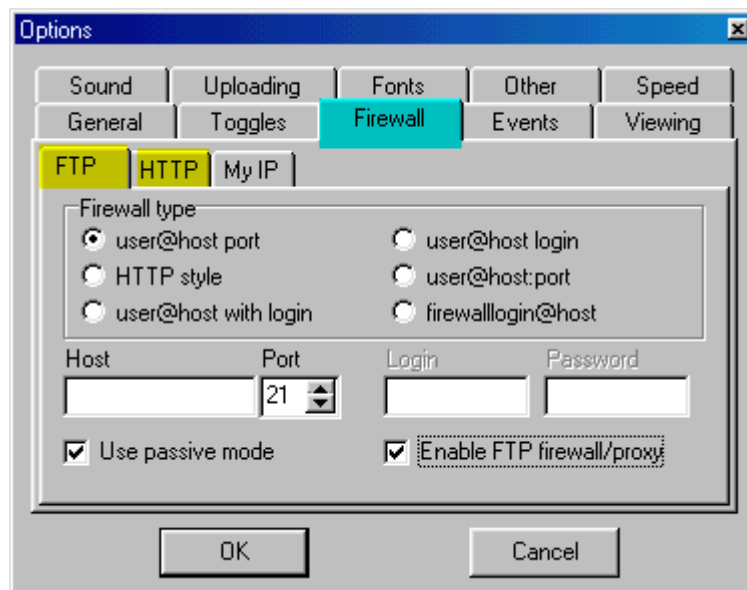 Options
Sound Uploading Fonts Other Speed
General Toggles Firewall Events Viewing
FTP HTTP My IP
Firewall type
user@host port user@host login
HTTP style user@host:port
user@host with login firewalllogin@host
Host Port Login Password
21
Use passive mode Enable FTP firewall/proxy
OK Cancel